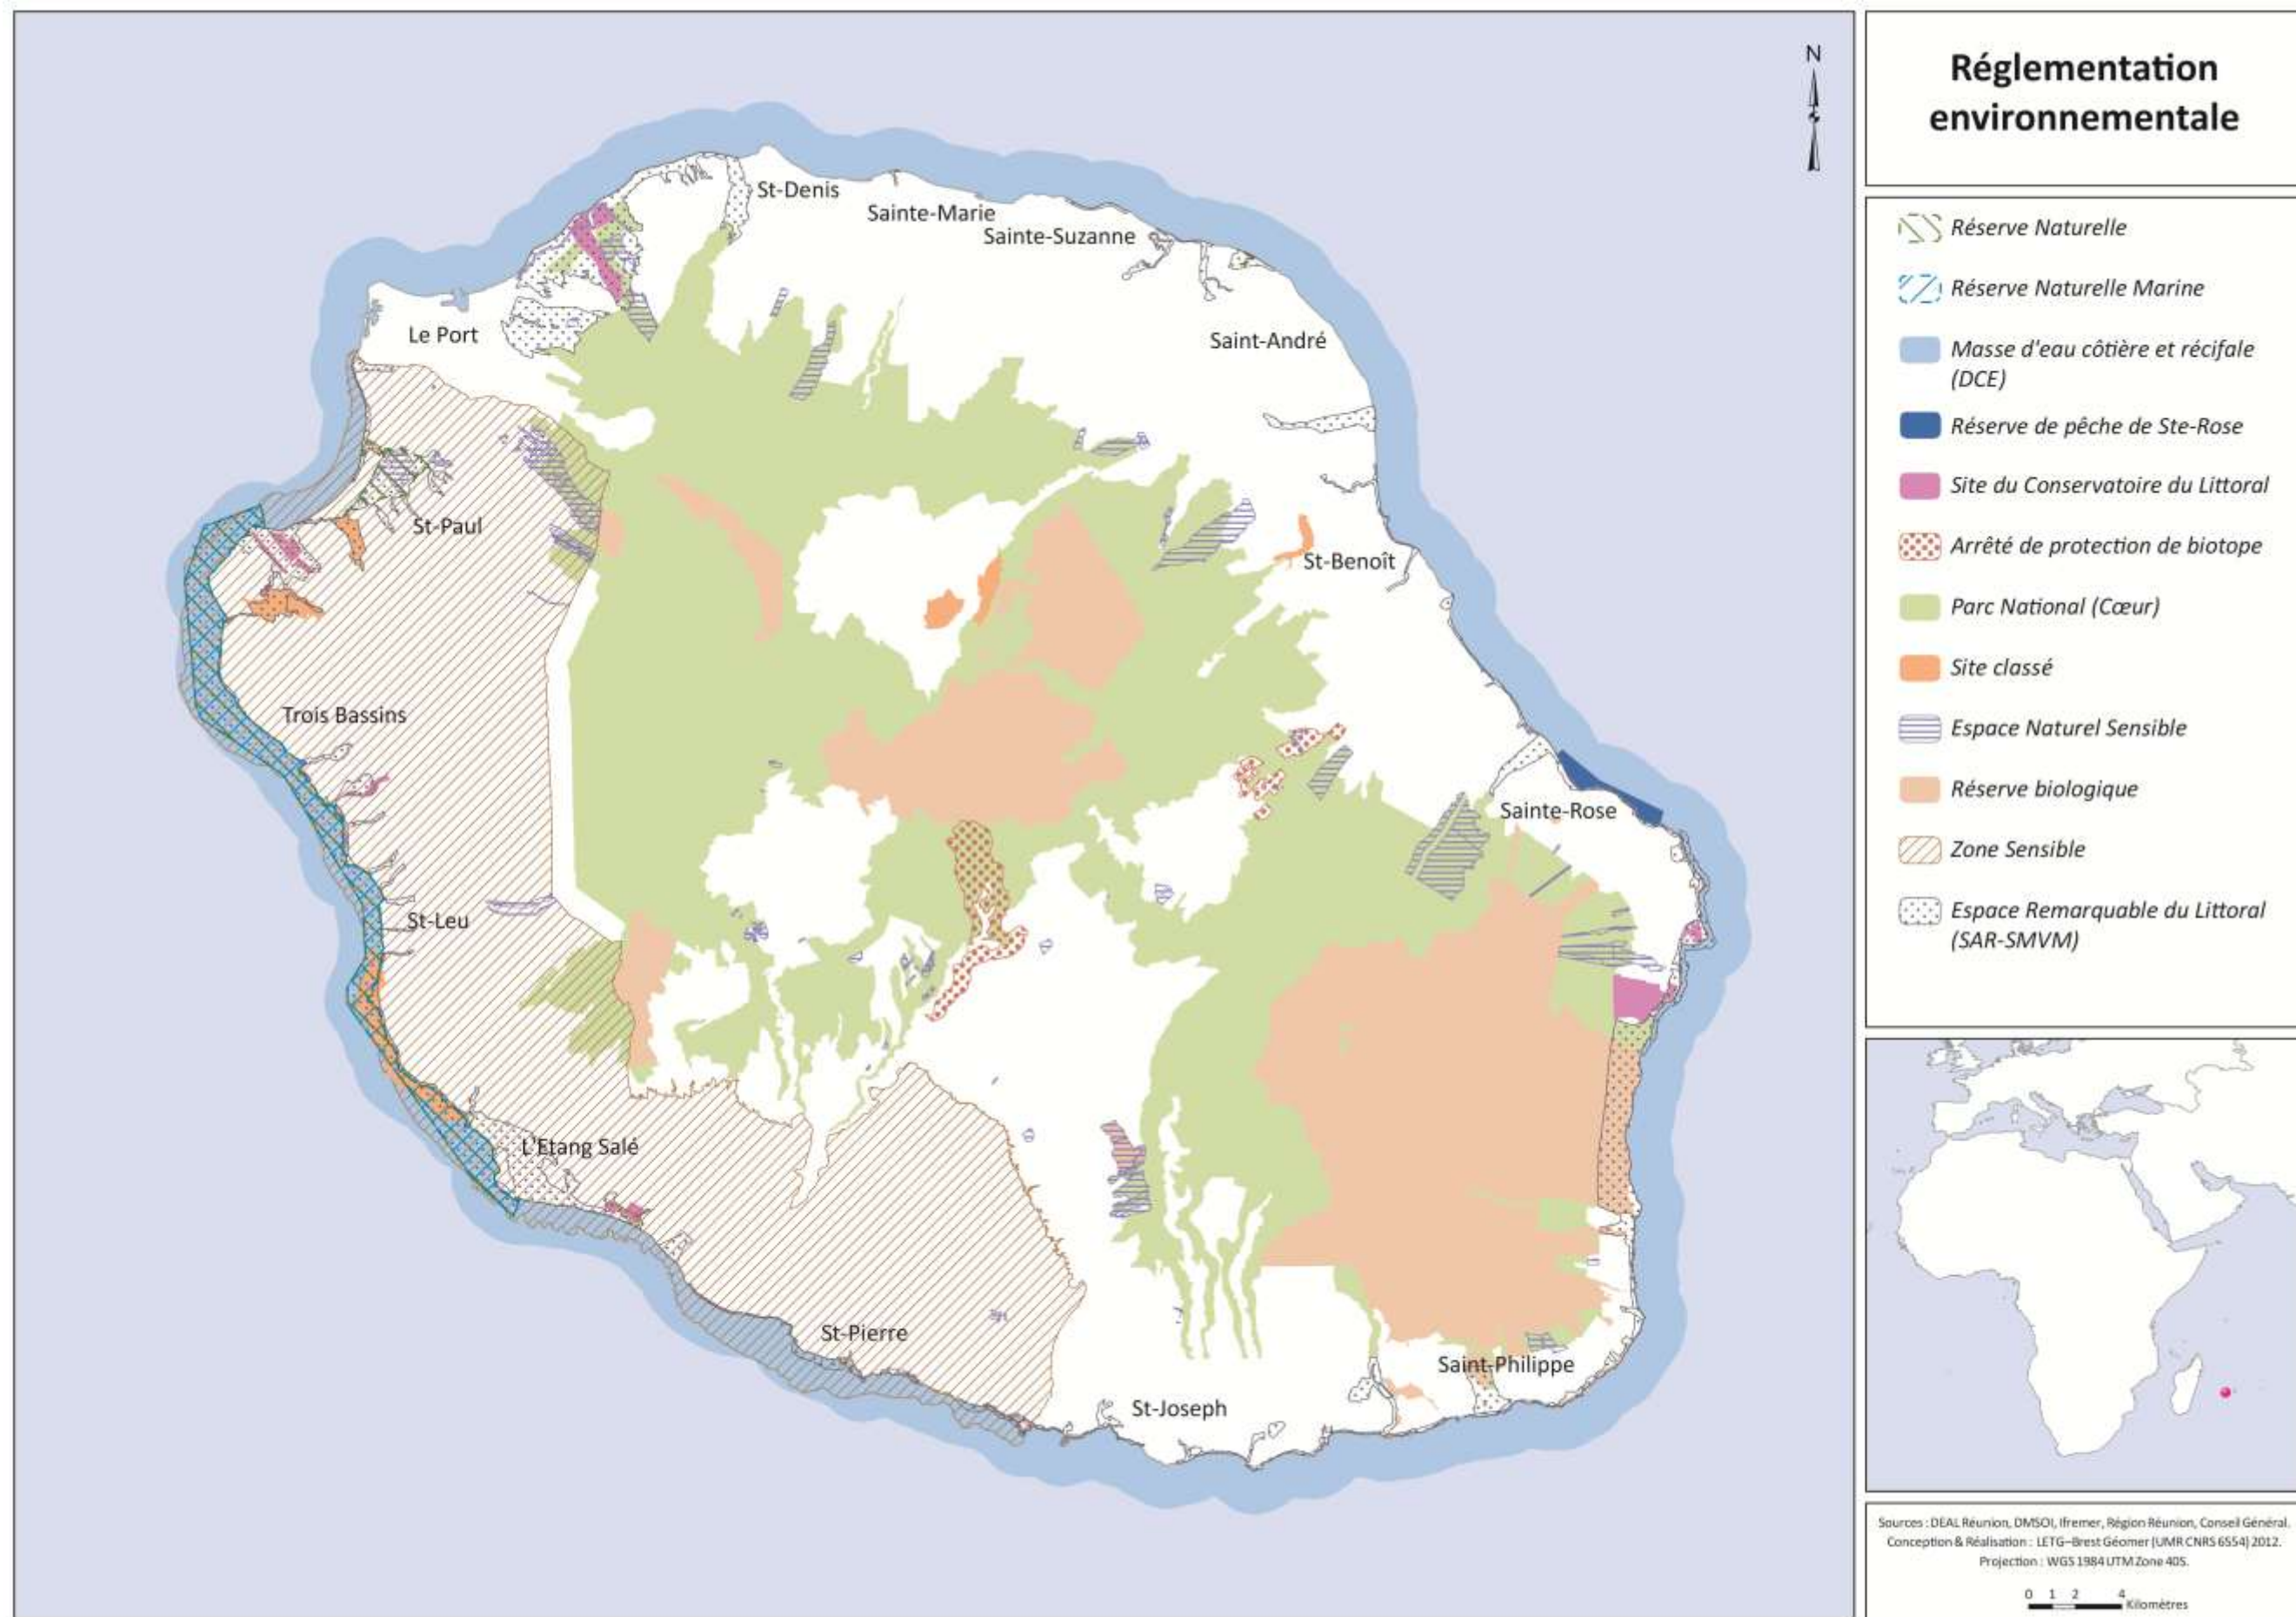 Réglementation
environnementale
N
St-Denis
Sainte-Marie
Sainte-Suzanne
Le Port
Saint-André
St-Paul
St-Benoît
Trois Bassins
Sainte-Rose
St-Leu
L'Etang Salé
St-Pierre
Saint-Philippe
St-Joseph
Réserve Naturelle
Réserve Naturelle Marine
Masse d'eau côtière et récifale
(DCE)
Réserve de pêche de Ste-Rose
Site du Conservatoire du Littoral
Arrêté de protection de biotope
Parc National (Cœur)
Site classé
Espace Naturel Sensible
Réserve biologique
Zone Sensible
Espace Remarquable du Littoral
(SAR-SMVM)
Sources : DEAL Réunion, DMSOI, Ifremer, Région Réunion, Conseil Général.
Conception & Réalisation : LETG–Brest Géomer (UMR CNRS 6554) 2012.
Projection : WGS 1984 UTM Zone 40S.
0 1 2 4
Kilomètres